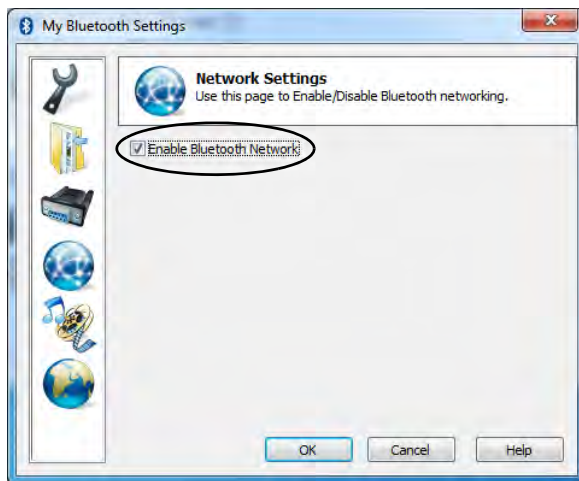 My Bluetooth Settings
Network Settings
Use this page to Enable/Disable Bluetooth networking.
Enable Bluetooth Network
OK Cancel Help